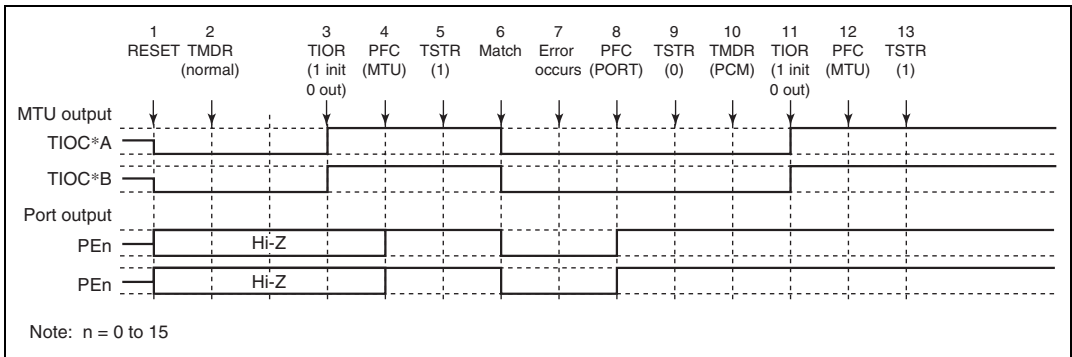 1 2 3 4 5 6 7 8 9 10 11 12 13
RESET TMDR TIOR PFC TSTR Match Error PFC TSTR TMDR TIOR PFC TSTR
(normal) (1 init (MTU) (1) occurs (PORT) (0) (PCM) (1 init (MTU) (1)
0 out) 0 out)
MTU output
TIOC*A
TIOC*B
Port output
PEn Hi-Z
PEn Hi-Z
Note: n = 0 to 15